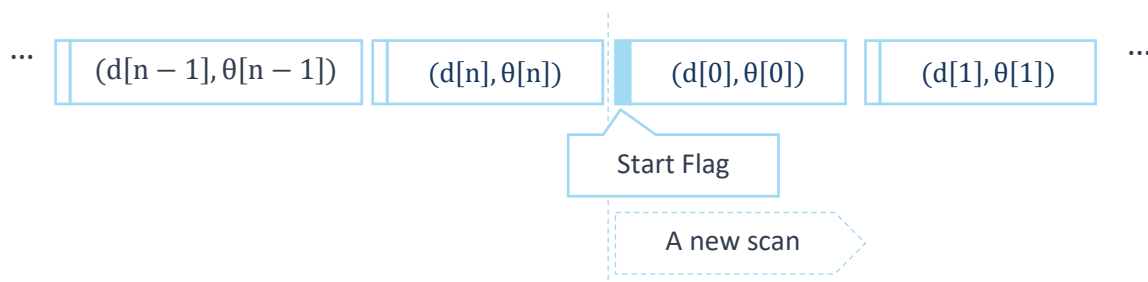 ... (d[n − 1], θ[n − 1]) (d[n], θ[n]) (d[0], θ[0]) (d[1], θ[1]) ...
Start Flag
A new scan